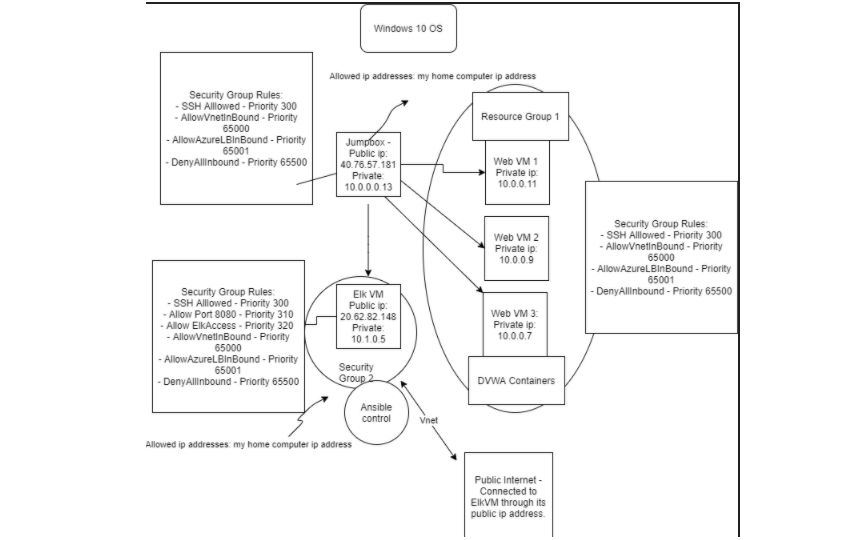 Windows 10 OS
Allowed ip addresses: my home computer ip address
Security Group Rules:
- SSH Alllowed - Priority 300
- AllowVnetInBound - Priority
65000
- AllowAzureLBInBound - Priority
65001
- DenyAllInbound - Priority 65500
Jumpbox -
Public ip:
40.76.57.181
Private:
10.0.0.0.13
Resource Group 1
Web VM 1
Private ip:
10.0.0.11
Web VM 2
Private ip:
10.0.0.9
Web VM 3:
Private ip:
10.0.0.7
DVWA Containers
Security Group Rules:
- SSH Alllowed - Priority 300
- AllowVnetInBound - Priority
65000
- AllowAzureLBInBound - Priority
65001
- DenyAllInbound - Priority 65500
Security Group Rules:
- SSH Alllowed - Priority 300
- Allow Port 8080 - Priority 310
- Allow ElkAccess - Priority 320
- AllowVnetInBound - Priority
65000
- AllowAzureLBInBound - Priority
65001
- DenyAllInbound - Priority 65500
Elk VM
Public ip:
20.62.82.148
Private:
10.1.0.5
Security
Group 2
Ansible
control
Vnet
Allowed ip addresses: my home computer ip address
Public Internet -
Connected to
ElkVM through its
public ip address.